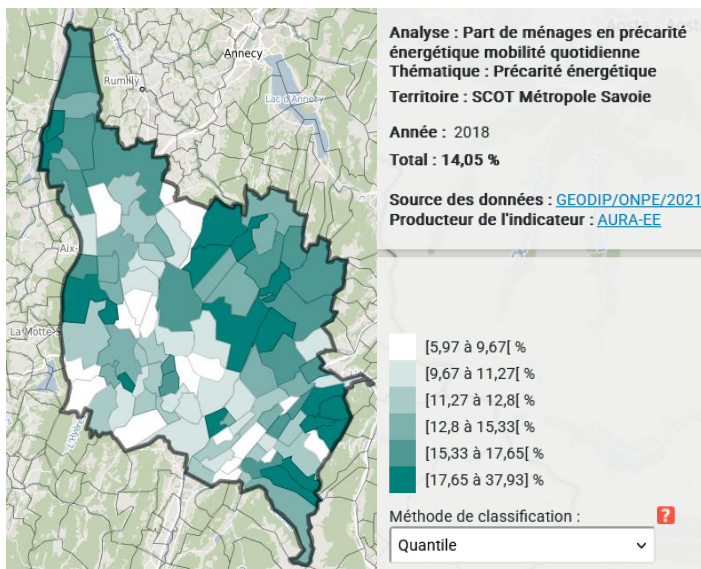 Annecy
Rumilly
Lac d'Annecy
Aix-
La Motte-S
L'Hyère
Analyse : Part de ménages en précarité
énergétique mobilité quotidienne
Thématique : Précarité énergétique
Territoire : SCOT Métropole Savoie
Année : 2018
Total : 14,05 %
Source des données : GEODIP/ONPE/2021
Producteur de l'indicateur : AURA-EE
[5,97 à 9,67[ %
[9,67 à 11,27[ %
[11,27 à 12,8[ %
[12,8 à 15,33[ %
[15,33 à 17,65[ %
[17,65 à 37,93] %
Méthode de classification : ?
Quantile